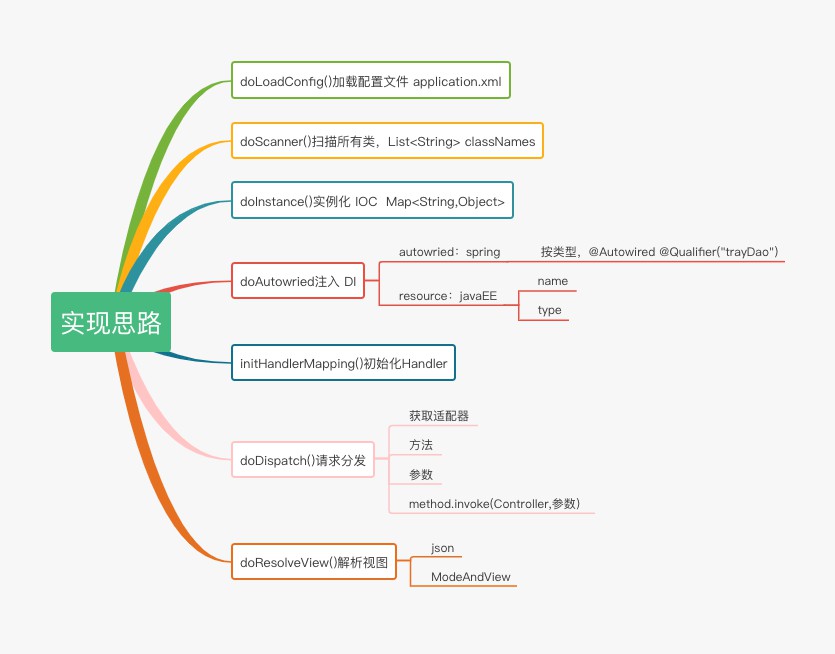 doLoadConfig()加载配置文件 application.xml
doScanner()扫描所有类，List<String> classNames
doInstance()实例化 IOC  Map<String,Object>
doAutowried注入 DI
autowried：spring
按类型，@Autowired @Qualifier("trayDao")
resource：javaEE
name
type
实现思路
initHandlerMapping()初始化Handler
doDispatch()请求分发
获取适配器
方法
参数
method.invoke(Controller,参数)
doResolveView()解析视图
json
ModeAndView